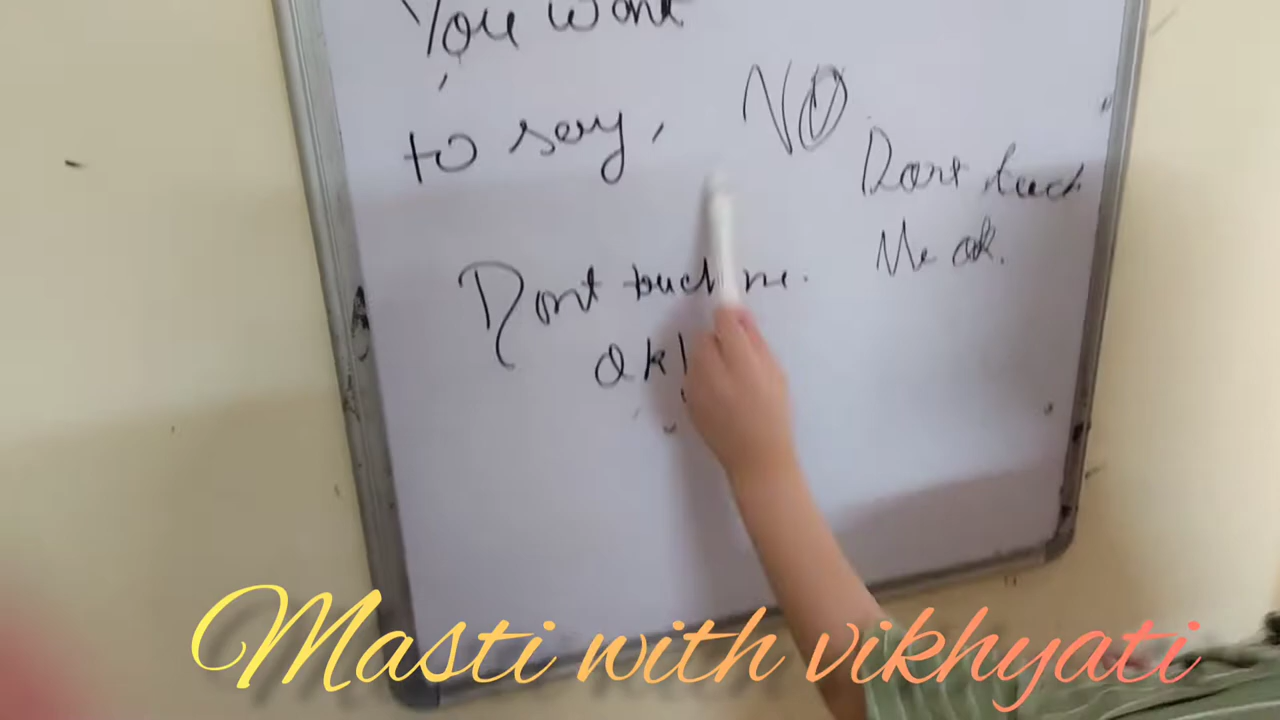 You want
to say,
NO
Dont tuch
Me ok.
Dont tuch me.
Ok!
Masti with vikhyati